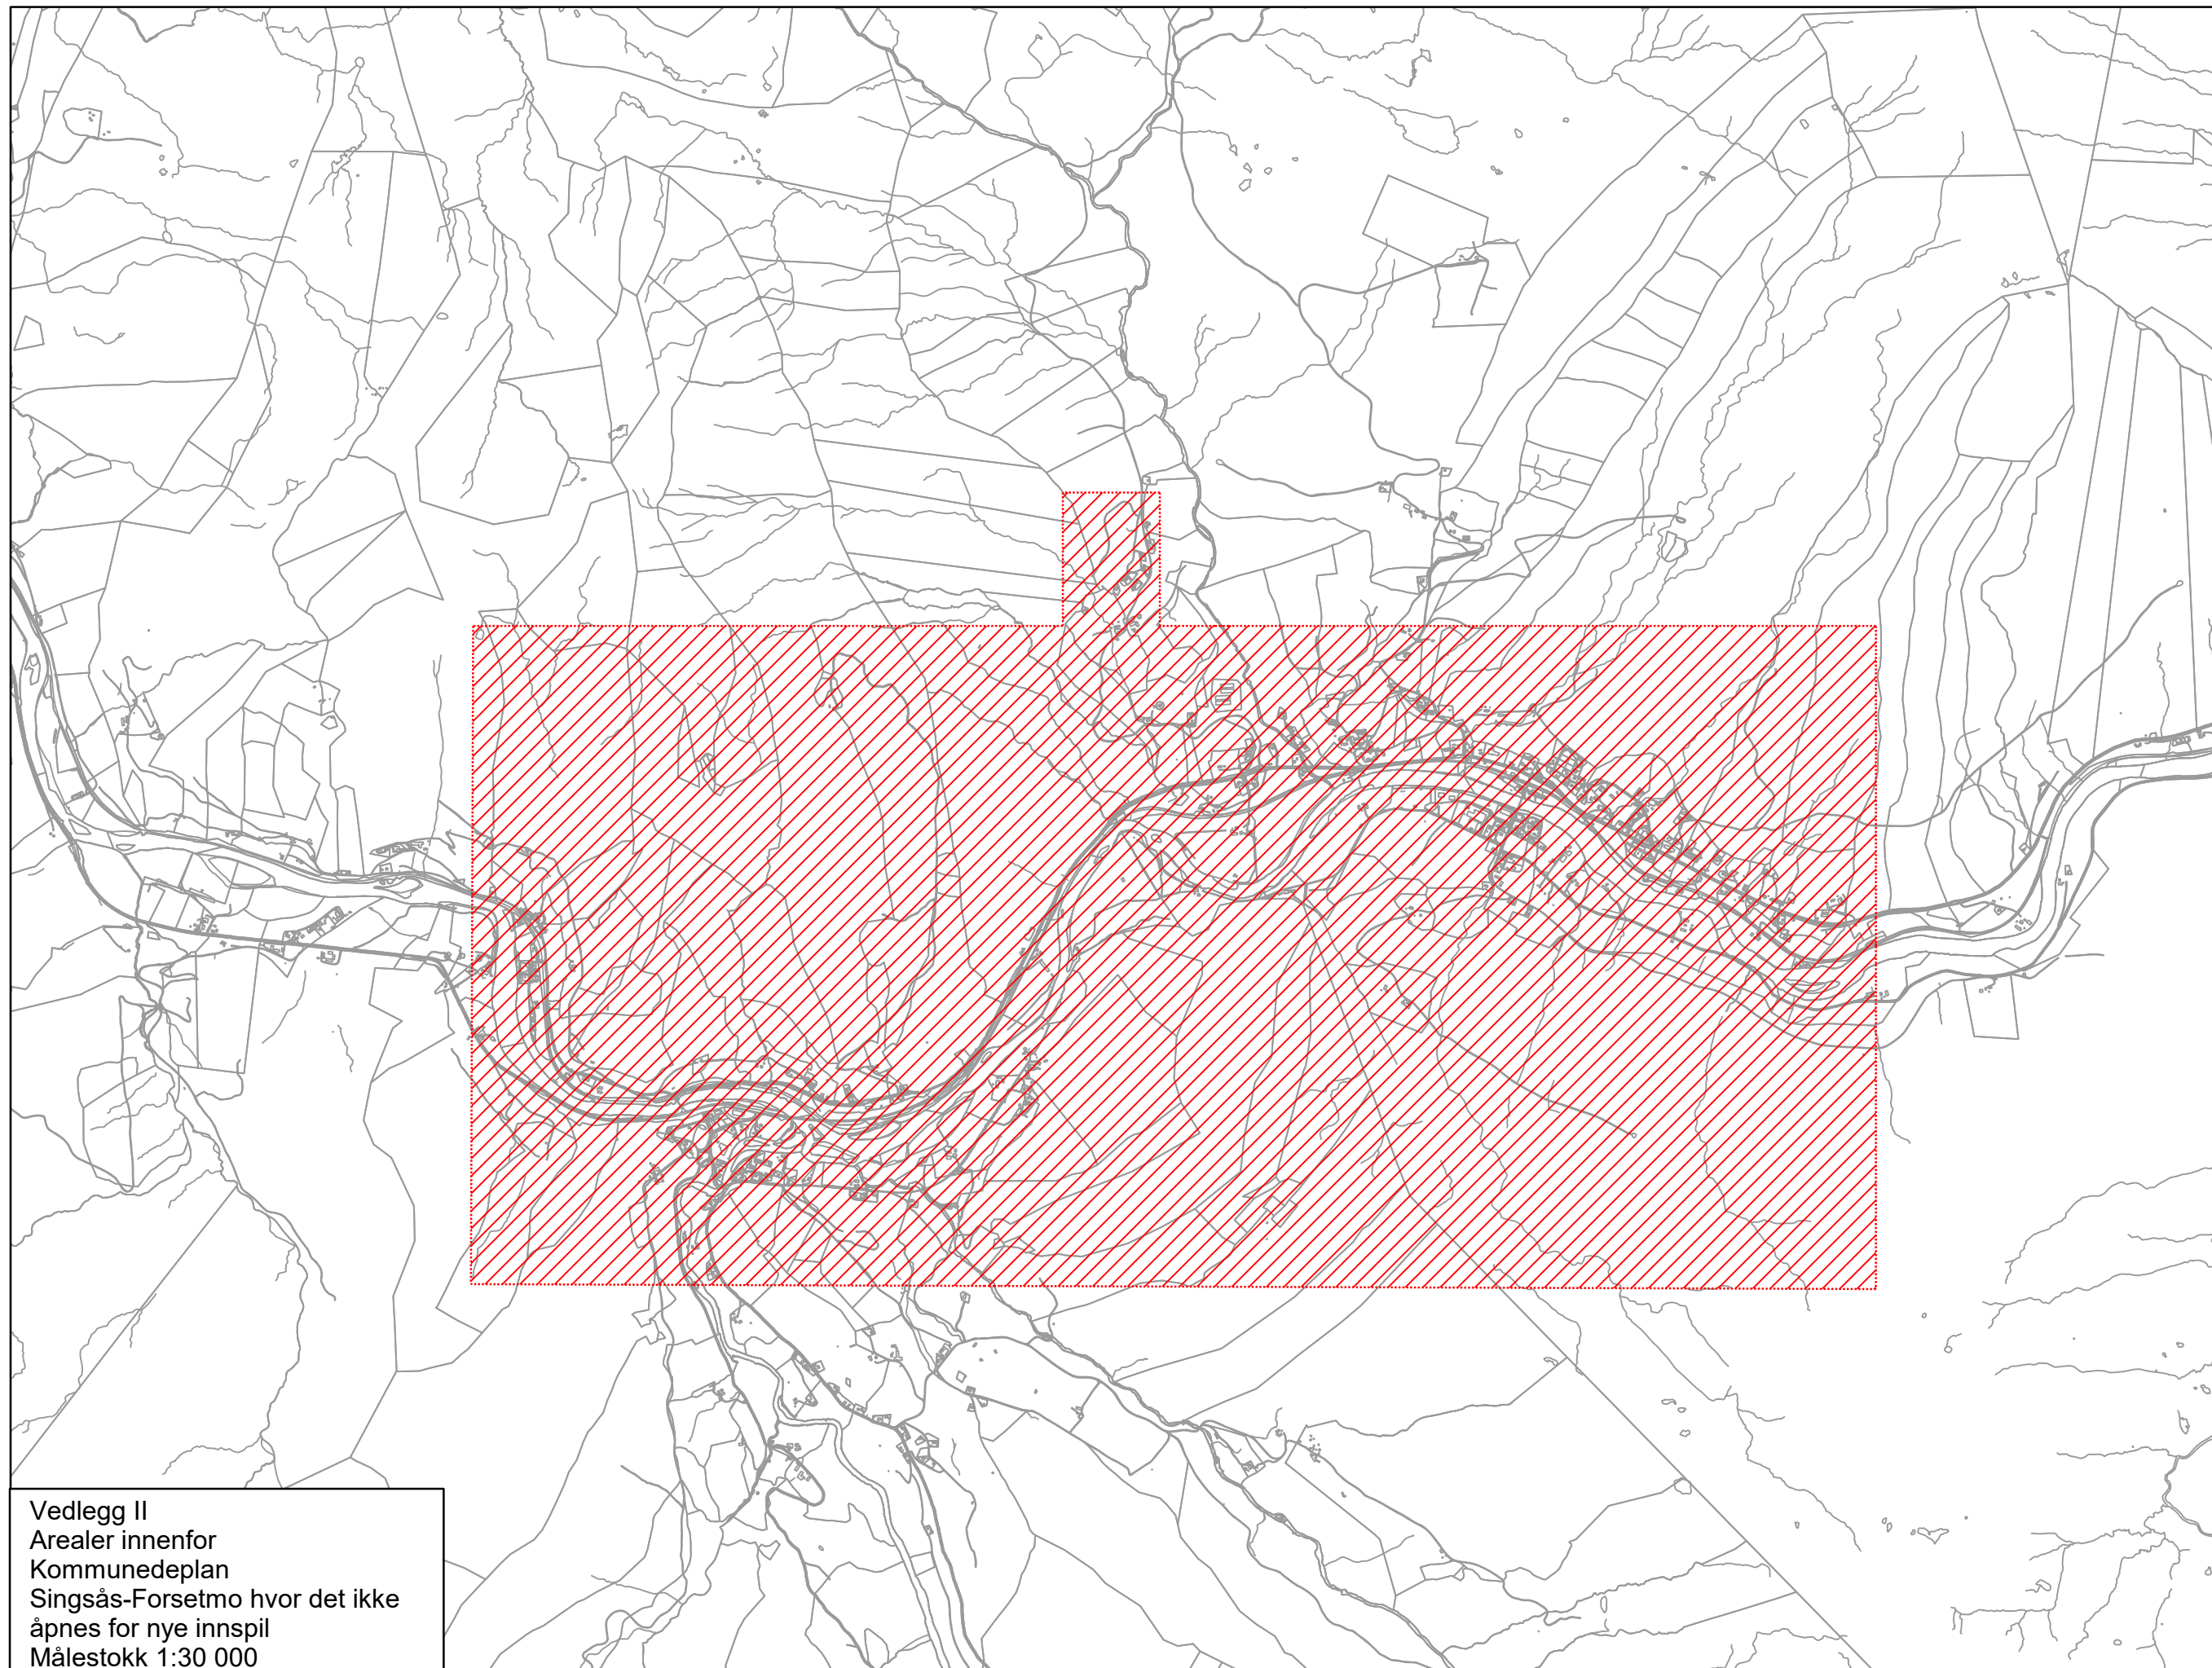 Vedlegg II
Arealer innenfor
Kommunedeplan
Singsås-Forsetmo hvor det ikke
åpnes for nye innspil
Målestokk 1:30 000